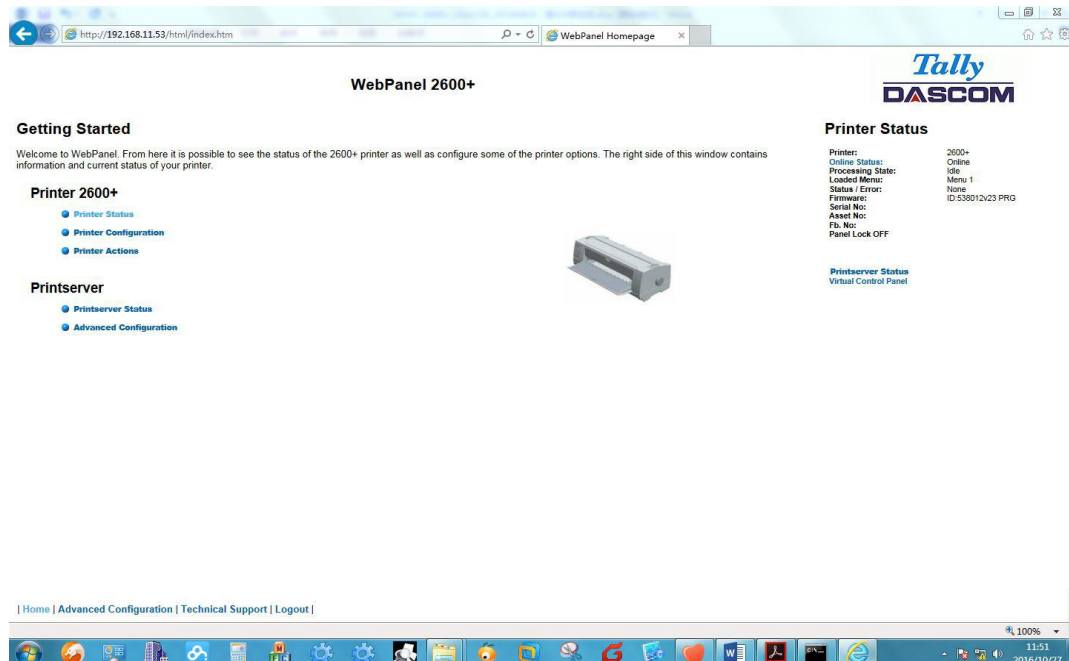 http://192.168.11.53/html/index.htm
WebPanel Homepage
WebPanel 2600+
Tally
DASCOM
Getting Started
Welcome to WebPanel. From here it is possible to see the status of the 2600+ printer as well as configure some of the printer options. The right side of this window contains
information and current status of your printer.
Printer 2600+
Printer Status
Printer Configuration
Printer Actions
Printserver
Printserver Status
Advanced Configuration
Printer Status
Printer: 2600+
Online Status: Online
Processing State: Idle
Loaded Menu: Menu 1
Status / Error: None
Firmware: ID:538012v23 PRG
Serial No:
Asset No:
Fb. No:
Panel Lock OFF
Printserver Status
Virtual Control Panel
| Home | Advanced Configuration | Technical Support | Logout |
100%
11:51
2016/10/27